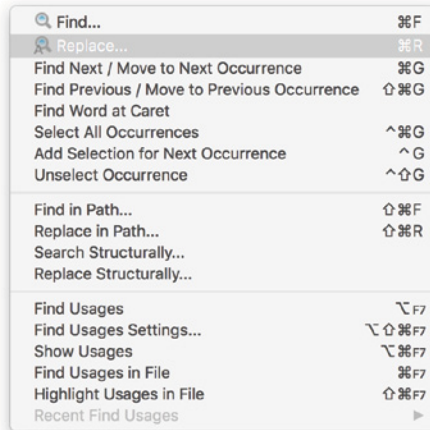 Find... ⌘F
Replace... ⌘R
Find Next / Move to Next Occurrence ⌘G
Find Previous / Move to Previous Occurrence ⇧⌘G
Find Word at Caret
Select All Occurrences ^⌘G
Add Selection for Next Occurrence ^G
Unselect Occurrence ^⇧G
Find in Path... ⇧⌘F
Replace in Path... ⇧⌘R
Search Structurally...
Replace Structurally...
Find Usages ⌥F7
Find Usages Settings... ⌥⇧⌘F7
Show Usages ⌥⌘F7
Find Usages in File ⌘F7
Highlight Usages in File ⇧⌘F7
Recent Find Usages ▶